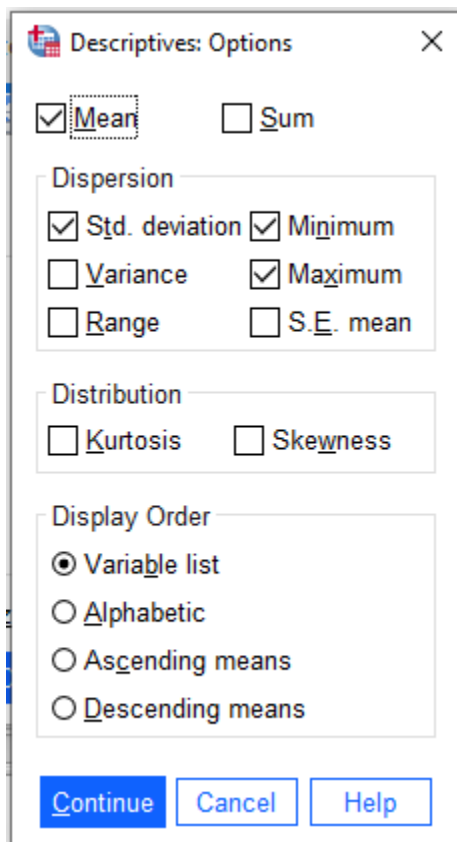 Descriptives: Options
Mean Sum
Dispersion
Std. deviation Minimum
Variance Maximum
Range S.E. mean
Distribution
Kurtosis Skewness
Display Order
Variable list
Alphabetic
Ascending means
Descending means
Continue Cancel Help